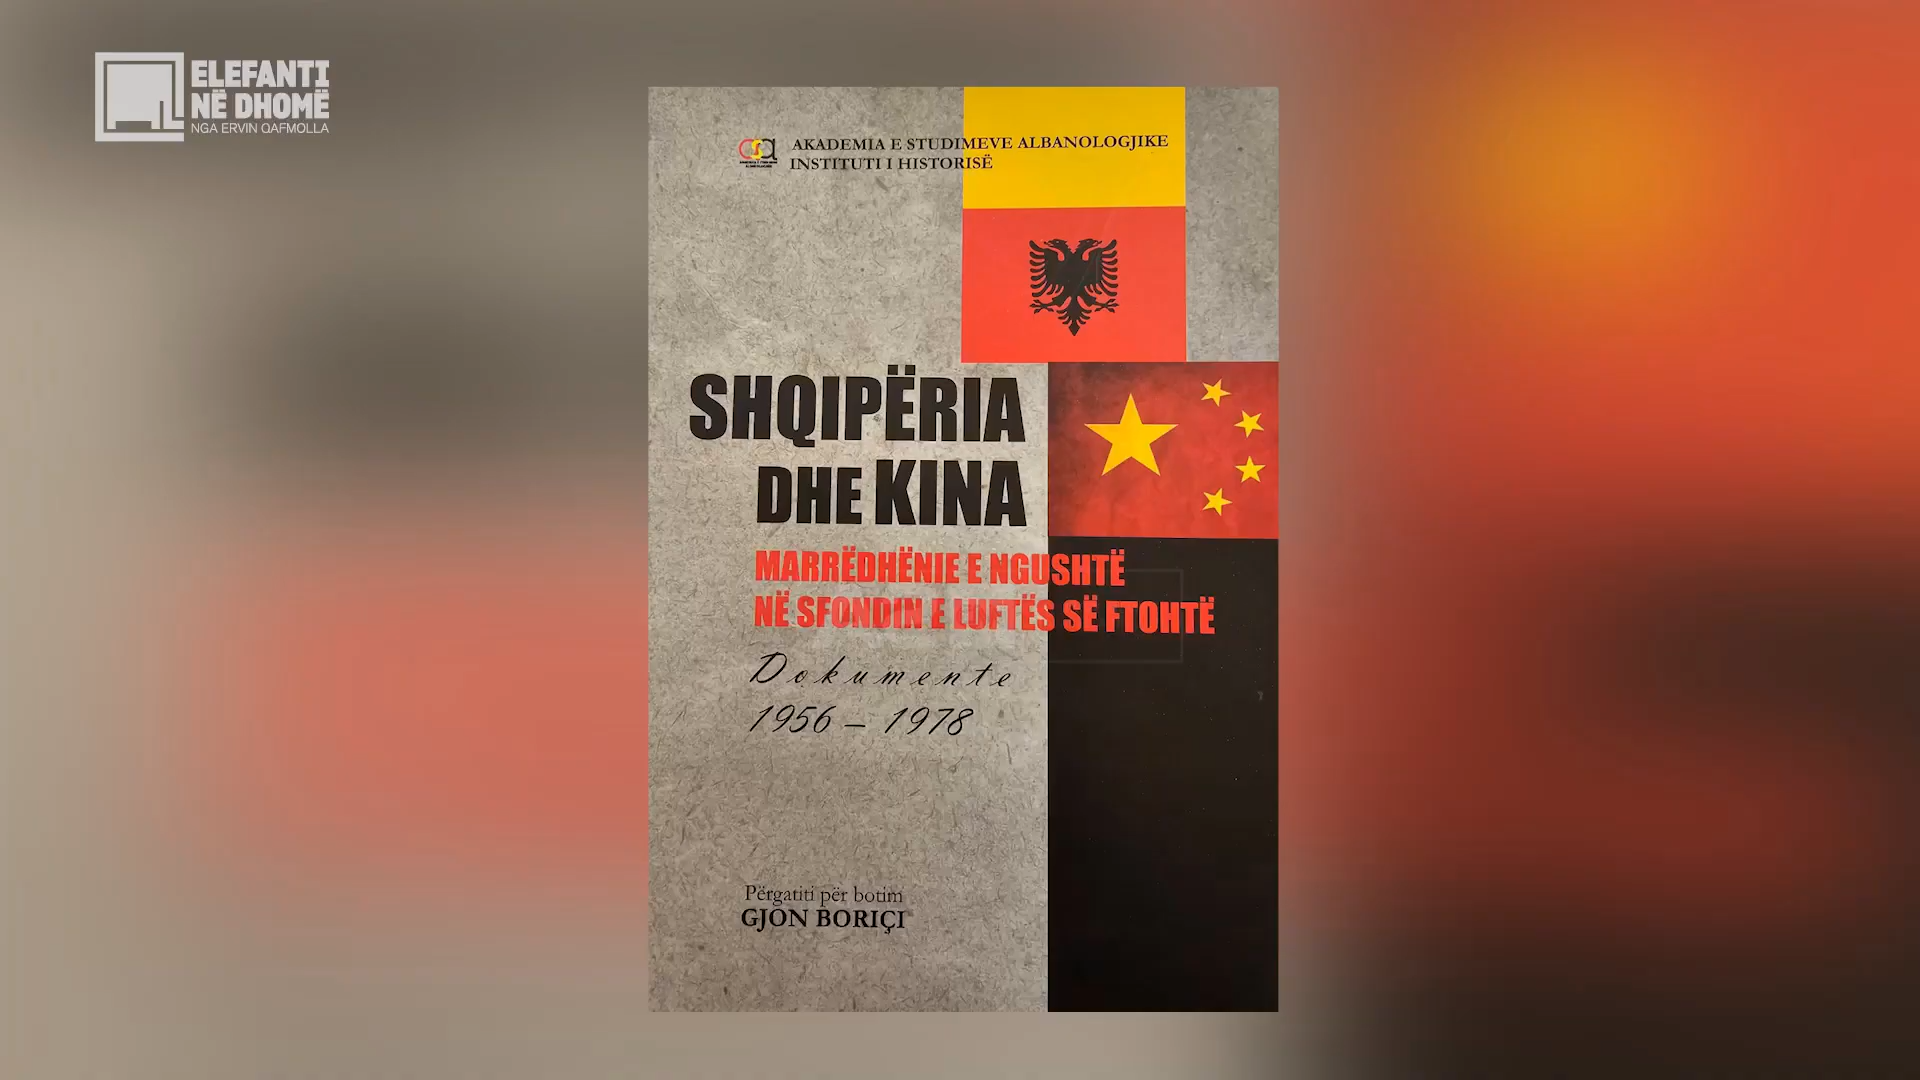 ELEFANTI
NË DHOMË
NGA ERVIN QAFMOLLA
AKADEMIA E STUDIMEVE ALBANOLOGJIKE
INSTITUTI I HISTORISË
SHQIPËRIA
DHE KINA
MARRËDHËNIE E NGUSHTË
NË SFONDIN E LUFTËS SË FTOHTË
Dokumente
1956 – 1978
Përgatiti për botim
GJON BORIÇI